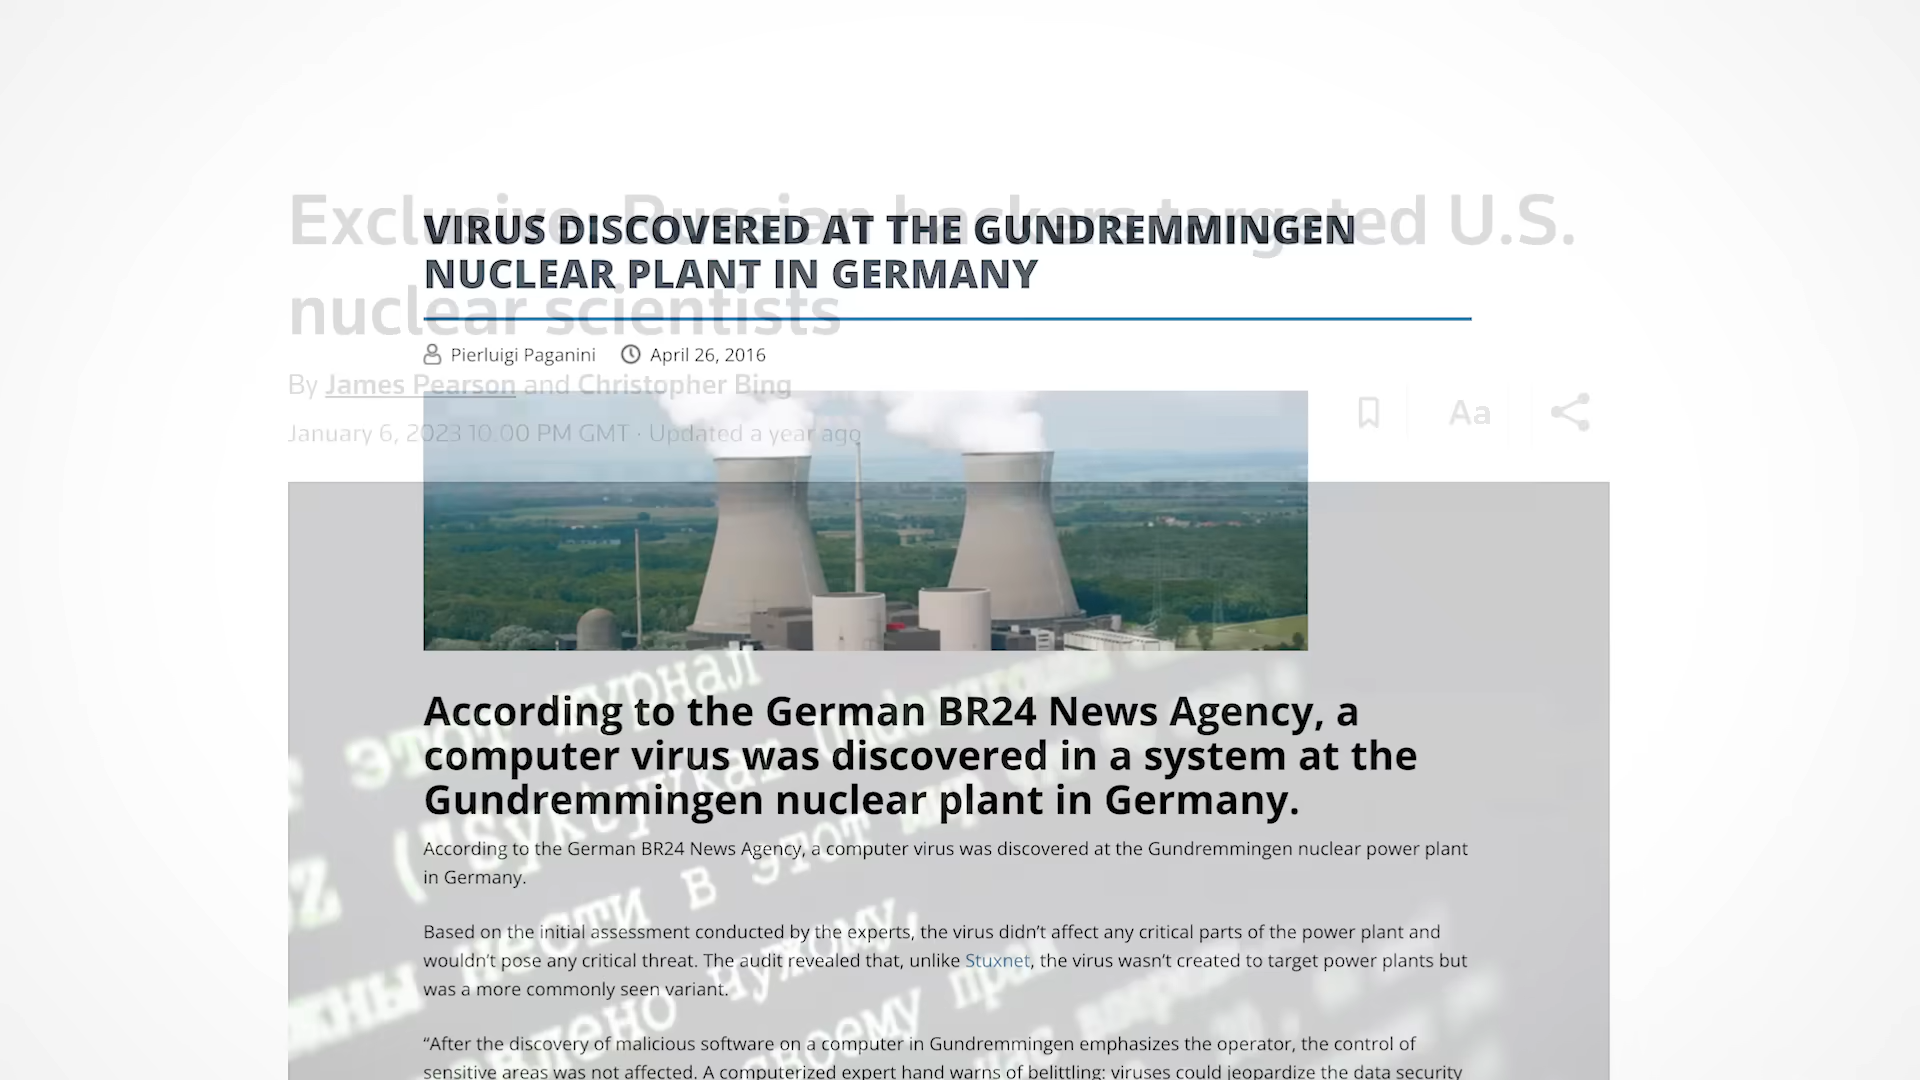 Exclusive: Russian hackers targeted U.S.
nuclear scientists
By James Pearson and Christopher Bing
January 6, 2023 10:00 PM GMT · Updated a year ago
Aa
VIRUS DISCOVERED AT THE GUNDREMMINGEN
NUCLEAR PLANT IN GERMANY
Pierluigi Paganini April 26, 2016
According to the German BR24 News Agency, a
computer virus was discovered in a system at the
Gundremmingen nuclear plant in Germany.
According to the German BR24 News Agency, a computer virus was discovered at the Gundremmingen nuclear power plant
in Germany.
Based on the initial assessment conducted by the experts, the virus didn’t affect any critical parts of the power plant and
wouldn’t pose any critical threat. The audit revealed that, unlike Stuxnet, the virus wasn’t created to target power plants but
was a more commonly seen variant.
“After the discovery of malicious software on a computer in Gundremmingen emphasizes the operator, the control of
sensitive areas was not affected. A computerized expert hand warns of belittling: viruses could jeopardize the data security
этот журнал
("Syktyvkar Underground
в этот мир
нужному,
своему